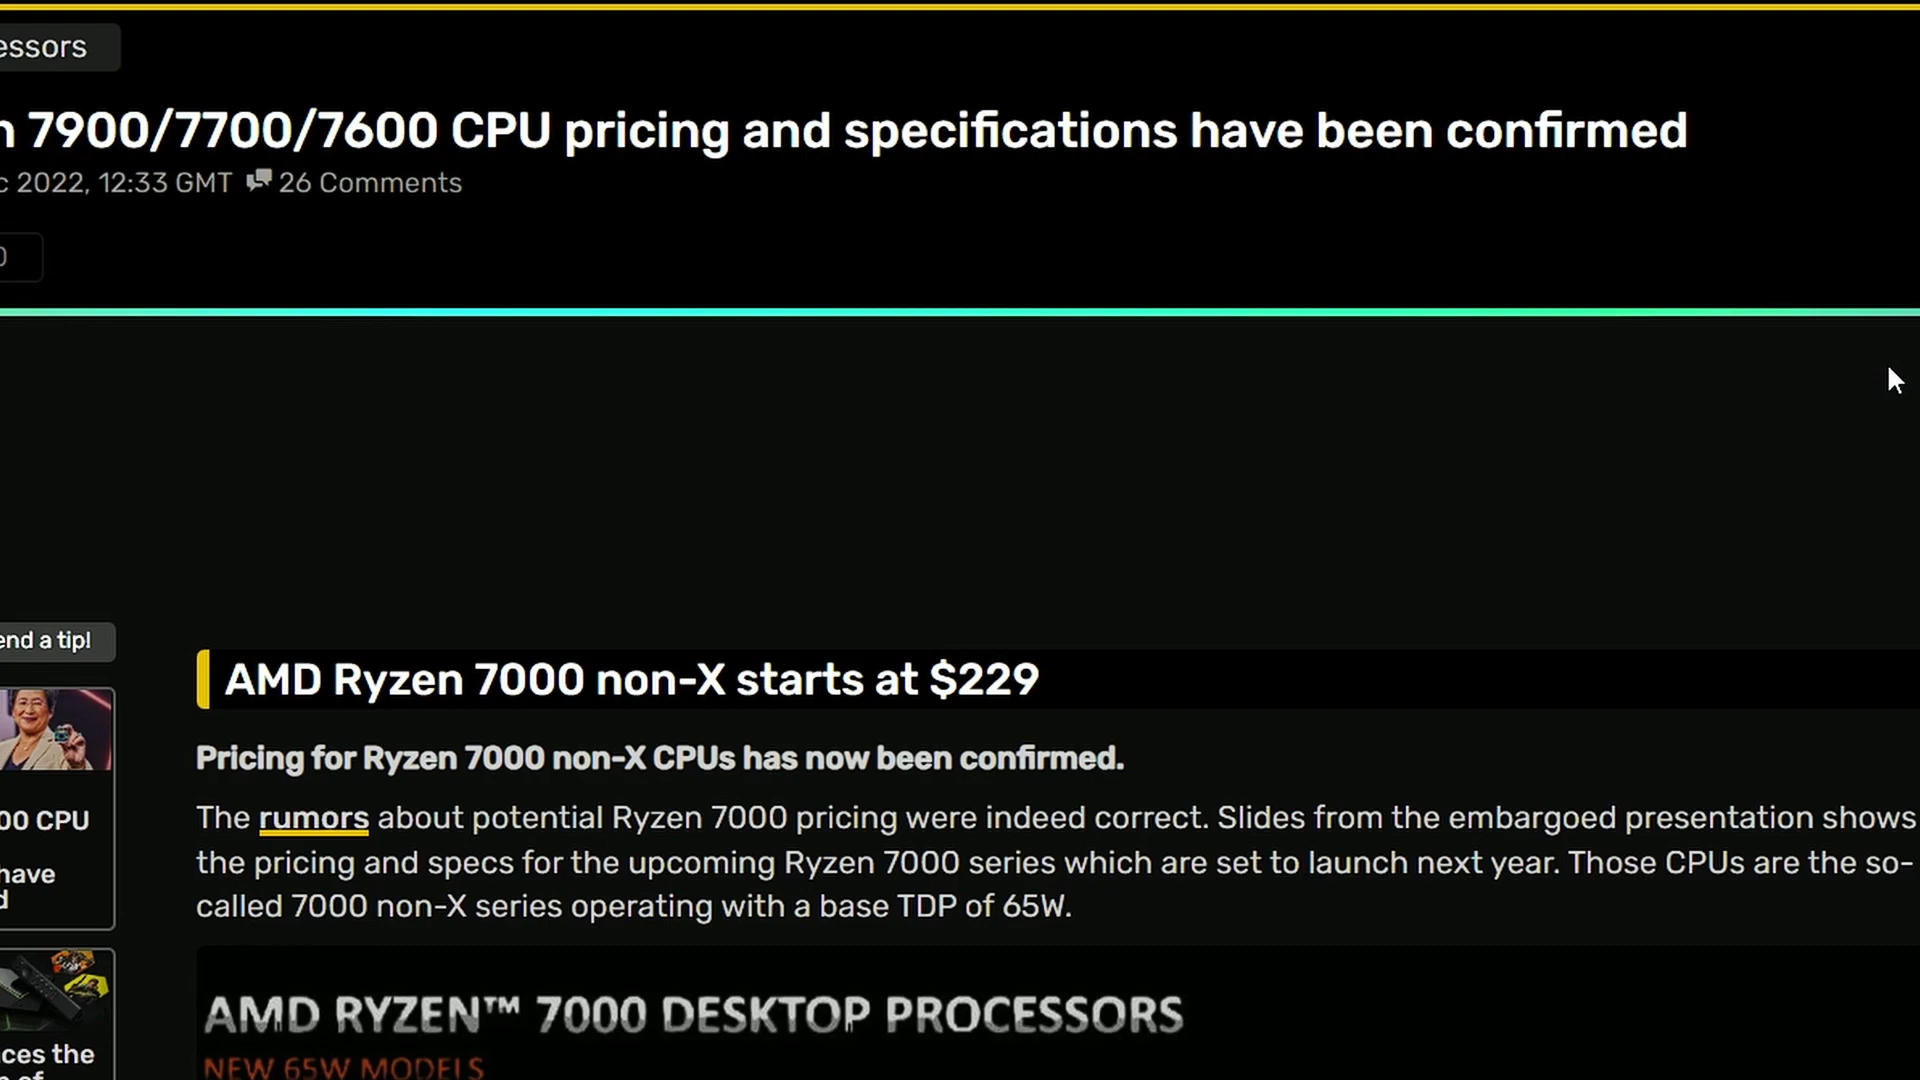 essors
n 7900/7700/7600 CPU pricing and specifications have been confirmed
c 2022, 12:33 GMT 26 Comments
0
end a tip!
AMD Ryzen 7000 non-X starts at $229
Pricing for Ryzen 7000 non-X CPUs has now been confirmed.
The rumors about potential Ryzen 7000 pricing were indeed correct. Slides from the embargoed presentation shows
the pricing and specs for the upcoming Ryzen 7000 series which are set to launch next year. Those CPUs are the so-
called 7000 non-X series operating with a base TDP of 65W.
00 CPU
have
d
AMD RYZEN™ 7000 DESKTOP PROCESSORS
NEW 65W MODELS
ces the